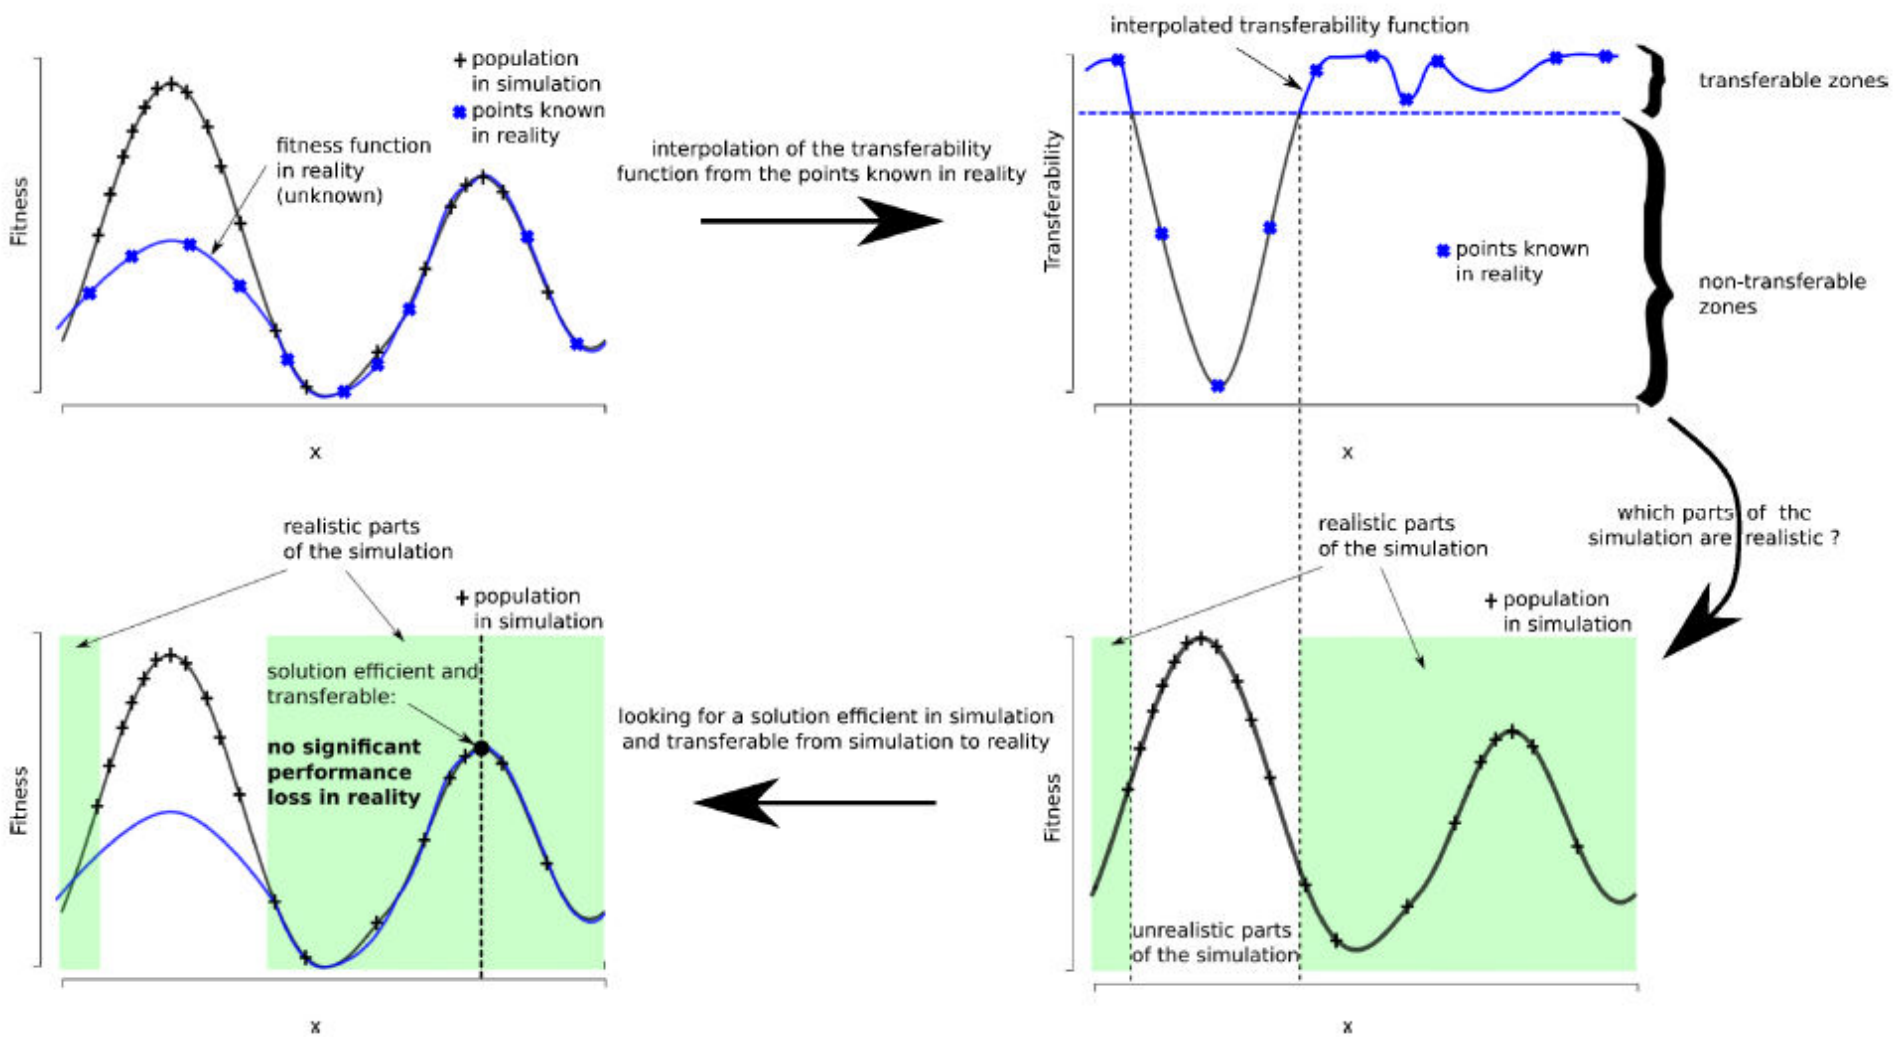 + population
in simulation
points known
in reality
fitness function
in reality
(unknown)
Fitness
x
interpolation of the transferability
function from the points known in reality
interpolated transferability function
transferable zones
Transferability
points known
in reality
non-transferable
zones
x
which parts of the
simulation are realistic ?
realistic parts
of the simulation
+ population
in simulation
Fitness
unrealistic parts
of the simulation
x
looking for a solution efficient in simulation
and transferable from simulation to reality
realistic parts
of the simulation
+ population
in simulation
solution efficient and
transferable:
no significant
performance
loss in reality
Fitness
x